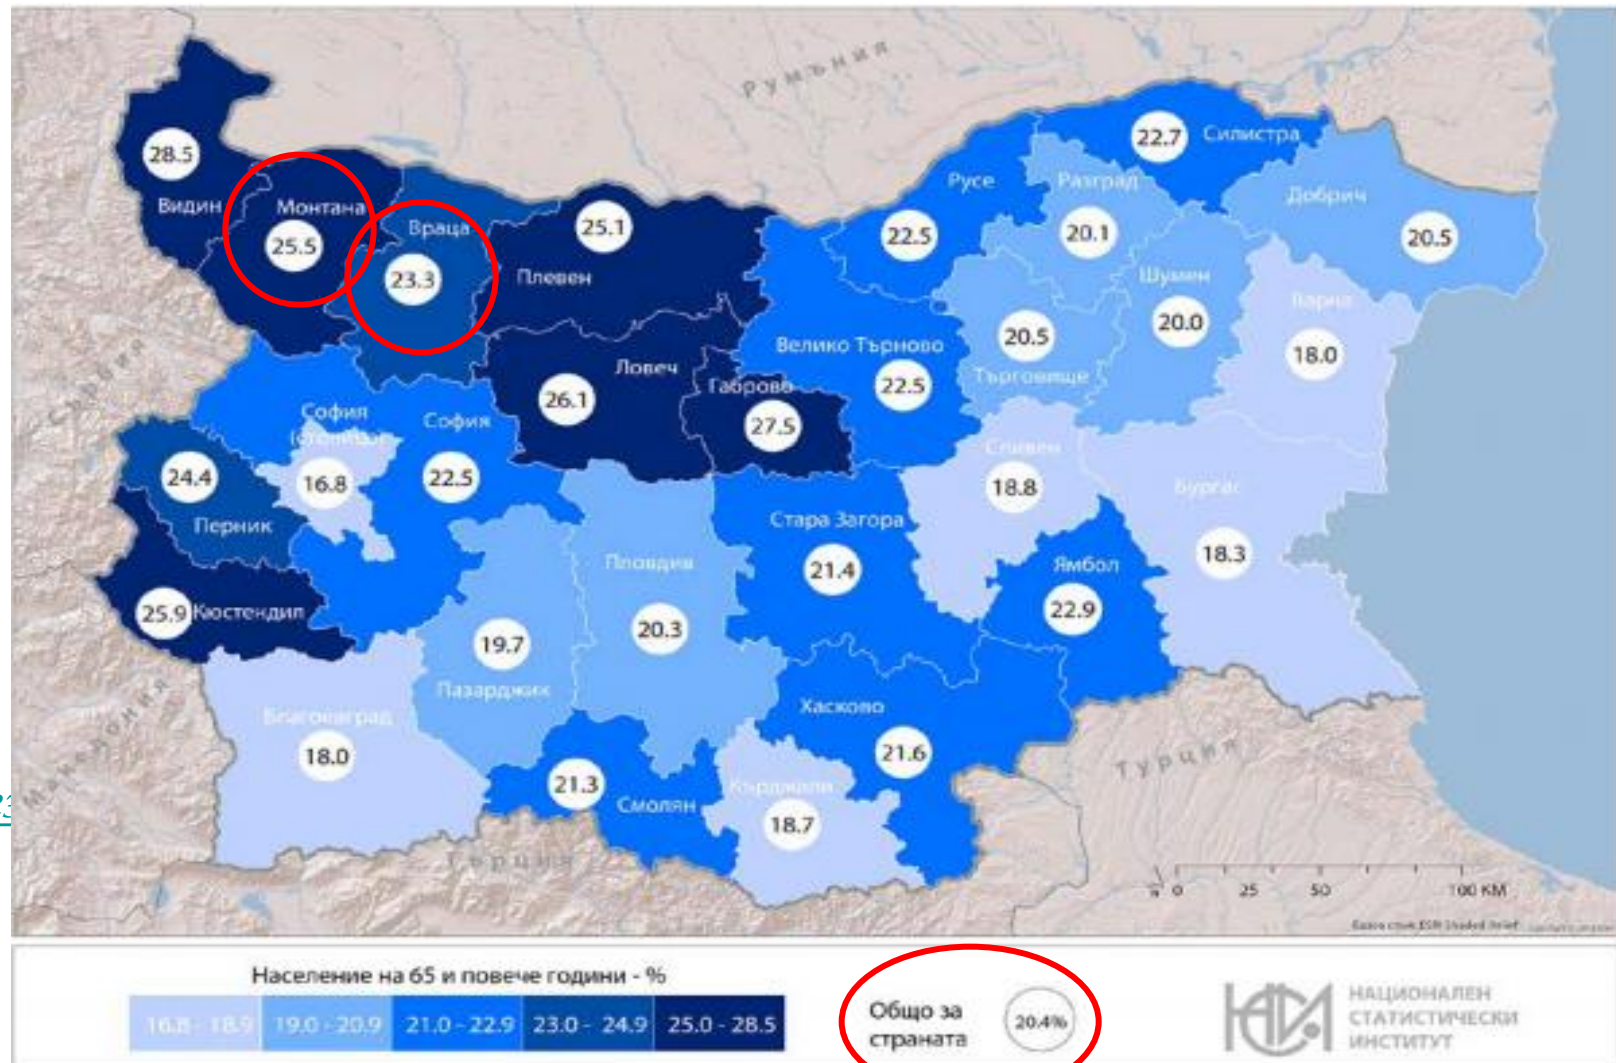 Румъния
22.7 Силистра
28.5
Русе
Разград
Видин
Монтана
Добрич
25.1
Враца
22.5
20.1
20.5
25.5
23.3
Плевен
Шумен
Варна
20.0
20.5
Велико Търново
18.0
Ловеч
Търговище
Сърбия
Габрово
22.5
26.1
София
(столица)
София
27.5
Сливен
24.4
16.8
22.5
18.8
Бургас
Перник
Стара Загора
18.3
Пловдив
21.4
Ямбол
25.9 Кюстендил
22.9
20.3
19.7
Пазарджик
Македония
Благоевград
Хасково
18.0
21.6
Турция
21.3
Смолян
Кърджали
18.7
Гърция
0 25 50 100 KM
Население на 65 и повече години - %
16.8 - 18.9 19.0 - 20.9 21.0 - 22.9 23.0 - 24.9 25.0 - 28.5
Общо за
страната
20.4%
НАЦИОНАЛЕН
СТАТИСТИЧЕСКИ
ИНСТИТУТ